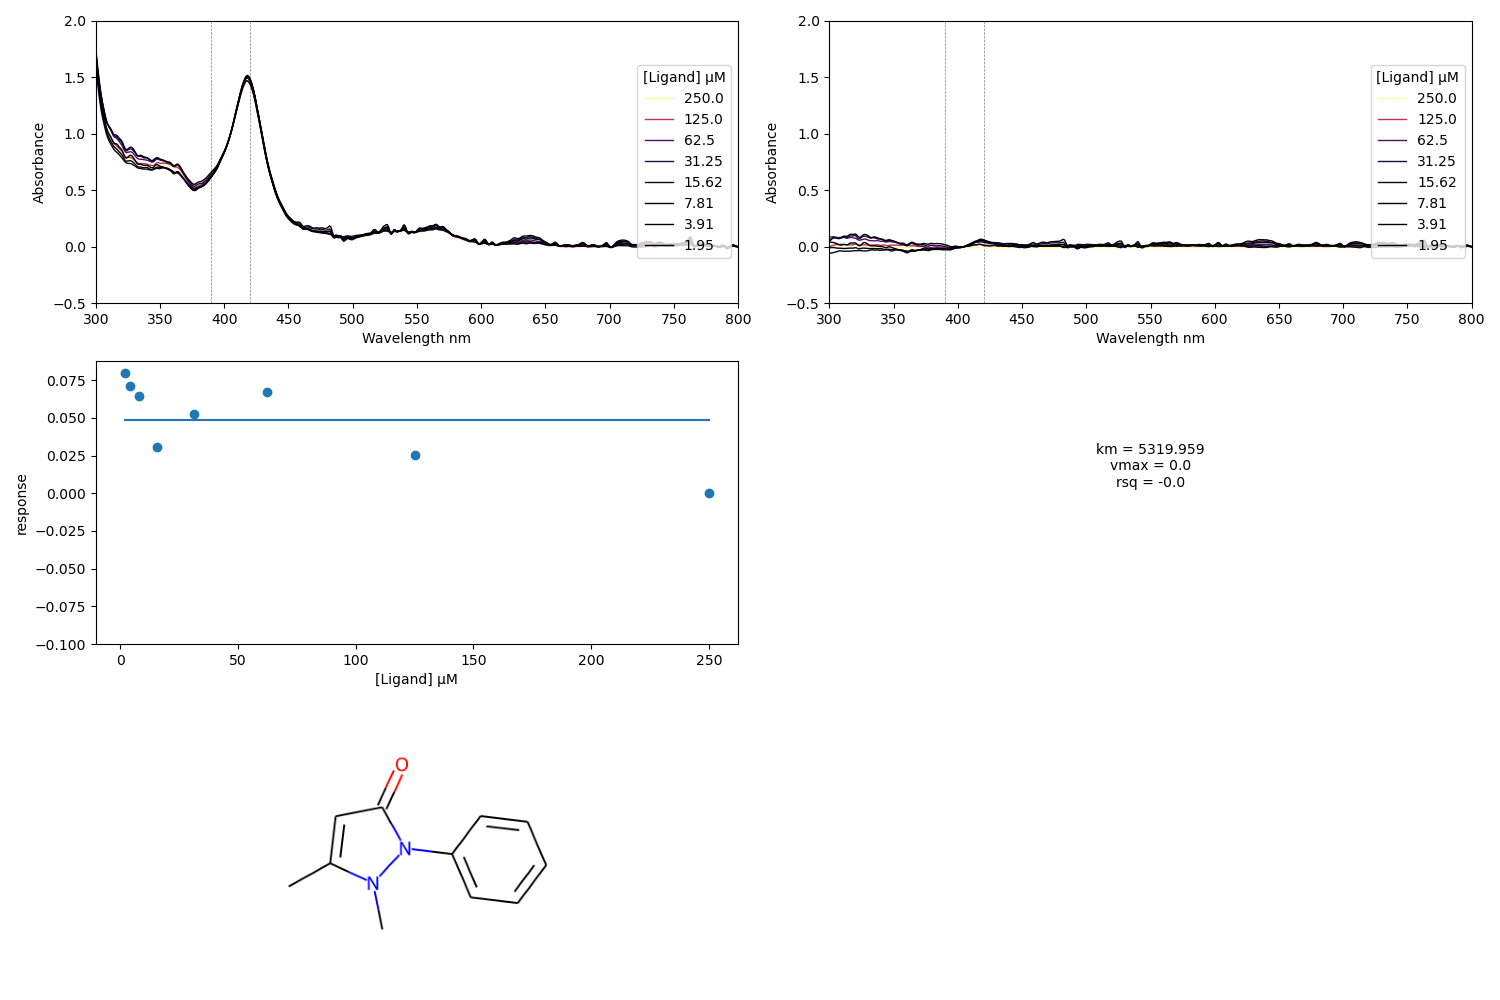 2.0
1.5
1.0
0.5
0.0
−0.5
Absorbance
300 350 400 450 500 550 600 650 700 750 800
Wavelength nm
[Ligand] μM
250.0
125.0
62.5
31.25
15.62
7.81
3.91
1.95
2.0
1.5
1.0
0.5
0.0
−0.5
Absorbance
300 350 400 450 500 550 600 650 700 750 800
Wavelength nm
[Ligand] μM
250.0
125.0
62.5
31.25
15.62
7.81
3.91
1.95
0.075
0.050
0.025
0.000
−0.025
−0.050
−0.075
−0.100
response
0 50 100 150 200 250
[Ligand] μM
km = 5319.959
vmax = 0.0
rsq = -0.0
O
N
N